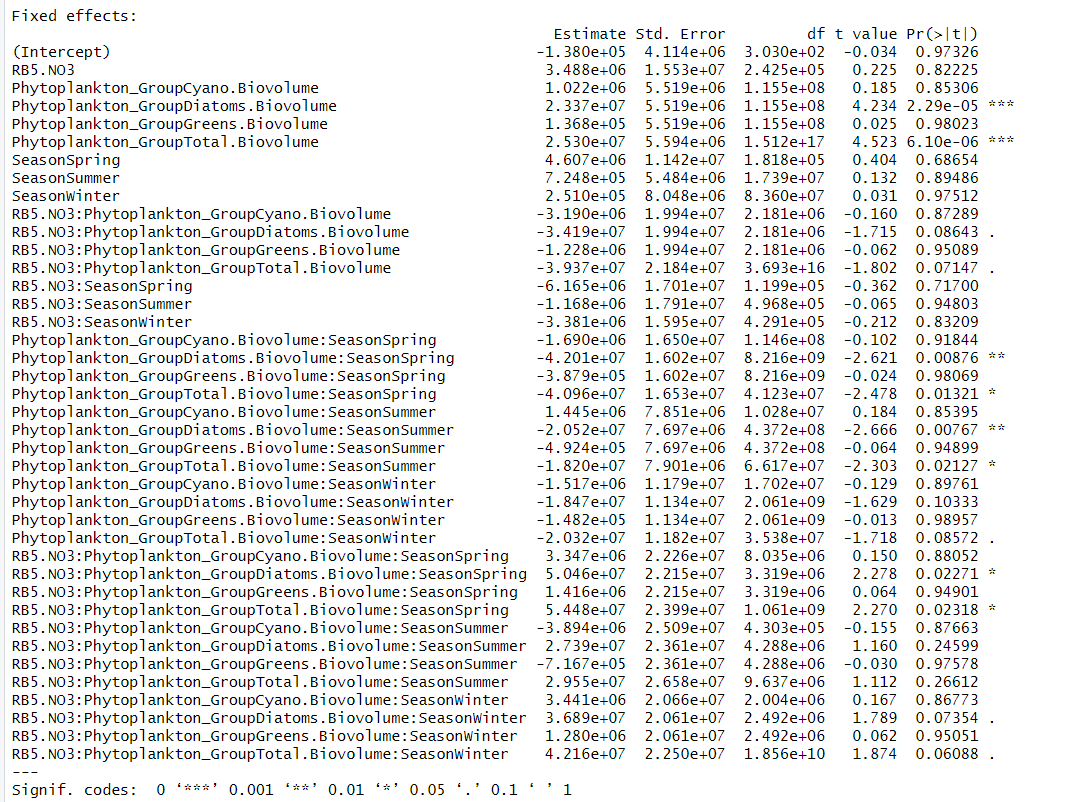 Fixed effects:
Estimate Std. Error df t value Pr(>|t|)
(Intercept) -1.380e+05 4.114e+06 3.030e+02 -0.034 0.97326
RB5.NO3 3.488e+06 1.553e+07 2.425e+05 0.225 0.82225
Phytoplankton_GroupCyano.Biovolume 1.022e+06 5.519e+06 1.155e+08 0.185 0.85306
Phytoplankton_GroupDiatoms.Biovolume 2.337e+07 5.519e+06 1.155e+08 4.234 2.29e-05 ***
Phytoplankton_GroupGreens.Biovolume 1.368e+05 5.519e+06 1.155e+08 0.025 0.98023
Phytoplankton_GroupTotal.Biovolume 2.530e+07 5.594e+06 1.512e+17 4.523 6.10e-06 ***
SeasonSpring 4.607e+06 1.142e+07 1.818e+05 0.404 0.68654
SeasonSummer 7.248e+05 5.484e+06 1.739e+07 0.132 0.89486
SeasonWinter 2.510e+05 8.048e+06 8.360e+07 0.031 0.97512
RB5.NO3:Phytoplankton_GroupCyano.Biovolume -3.190e+06 1.994e+07 2.181e+06 -0.160 0.87289
RB5.NO3:Phytoplankton_GroupDiatoms.Biovolume -3.419e+07 1.994e+07 2.181e+06 -1.715 0.08643 .
RB5.NO3:Phytoplankton_GroupGreens.Biovolume -1.228e+06 1.994e+07 2.181e+06 -0.062 0.95089
RB5.NO3:Phytoplankton_GroupTotal.Biovolume -3.937e+07 2.184e+07 3.693e+16 -1.802 0.07147 .
RB5.NO3:SeasonSpring -6.165e+06 1.701e+07 1.199e+05 -0.362 0.71700
RB5.NO3:SeasonSummer -1.168e+06 1.791e+07 4.968e+05 -0.065 0.94803
RB5.NO3:SeasonWinter -3.381e+06 1.595e+07 4.291e+05 -0.212 0.83209
Phytoplankton_GroupCyano.Biovolume:SeasonSpring -1.690e+06 1.650e+07 1.146e+08 -0.102 0.91844
Phytoplankton_GroupDiatoms.Biovolume:SeasonSpring -4.201e+07 1.602e+07 8.216e+09 -2.621 0.00876 **
Phytoplankton_GroupGreens.Biovolume:SeasonSpring -3.879e+05 1.602e+07 8.216e+09 -0.024 0.98069
Phytoplankton_GroupTotal.Biovolume:SeasonSpring -4.096e+07 1.653e+07 4.123e+07 -2.478 0.01321 *
Phytoplankton_GroupCyano.Biovolume:SeasonSummer 1.445e+06 7.851e+06 1.028e+07 0.184 0.85395
Phytoplankton_GroupDiatoms.Biovolume:SeasonSummer -2.052e+07 7.697e+06 4.372e+08 -2.666 0.00767 **
Phytoplankton_GroupGreens.Biovolume:SeasonSummer -4.924e+05 7.697e+06 4.372e+08 -0.064 0.94899
Phytoplankton_GroupTotal.Biovolume:SeasonSummer -1.820e+07 7.901e+06 6.617e+07 -2.303 0.02127 *
Phytoplankton_GroupCyano.Biovolume:SeasonWinter -1.517e+06 1.179e+07 1.702e+07 -0.129 0.89761
Phytoplankton_GroupDiatoms.Biovolume:SeasonWinter -1.847e+07 1.134e+07 2.061e+09 -1.629 0.10333
Phytoplankton_GroupGreens.Biovolume:SeasonWinter -1.482e+05 1.134e+07 2.061e+09 -0.013 0.98957
Phytoplankton_GroupTotal.Biovolume:SeasonWinter -2.032e+07 1.182e+07 3.538e+07 -1.718 0.08572 .
RB5.NO3:Phytoplankton_GroupCyano.Biovolume:SeasonSpring 3.347e+06 2.226e+07 8.035e+06 0.150 0.88052
RB5.NO3:Phytoplankton_GroupDiatoms.Biovolume:SeasonSpring 5.046e+07 2.215e+07 3.319e+06 2.278 0.02271 *
RB5.NO3:Phytoplankton_GroupGreens.Biovolume:SeasonSpring 1.416e+06 2.215e+07 3.319e+06 0.064 0.94901
RB5.NO3:Phytoplankton_GroupTotal.Biovolume:SeasonSpring 5.448e+07 2.399e+07 1.061e+09 2.270 0.02318 *
RB5.NO3:Phytoplankton_GroupCyano.Biovolume:SeasonSummer -3.894e+06 2.509e+07 4.303e+05 -0.155 0.87663
RB5.NO3:Phytoplankton_GroupDiatoms.Biovolume:SeasonSummer 2.739e+07 2.361e+07 4.288e+06 1.160 0.24599
RB5.NO3:Phytoplankton_GroupGreens.Biovolume:SeasonSummer -7.167e+05 2.361e+07 4.288e+06 -0.030 0.97578
RB5.NO3:Phytoplankton_GroupTotal.Biovolume:SeasonSummer 2.955e+07 2.658e+07 9.637e+06 1.112 0.26612
RB5.NO3:Phytoplankton_GroupCyano.Biovolume:SeasonWinter 3.441e+06 2.066e+07 2.004e+06 0.167 0.86773
RB5.NO3:Phytoplankton_GroupDiatoms.Biovolume:SeasonWinter 3.689e+07 2.061e+07 2.492e+06 1.789 0.07354 .
RB5.NO3:Phytoplankton_GroupGreens.Biovolume:SeasonWinter 1.280e+06 2.061e+07 2.492e+06 0.062 0.95051
RB5.NO3:Phytoplankton_GroupTotal.Biovolume:SeasonWinter 4.216e+07 2.250e+07 1.856e+10 1.874 0.06088 .
---
Signif. codes: 0 ‘***’ 0.001 ‘**’ 0.01 ‘*’ 0.05 ‘.’ 0.1 ‘ ’ 1